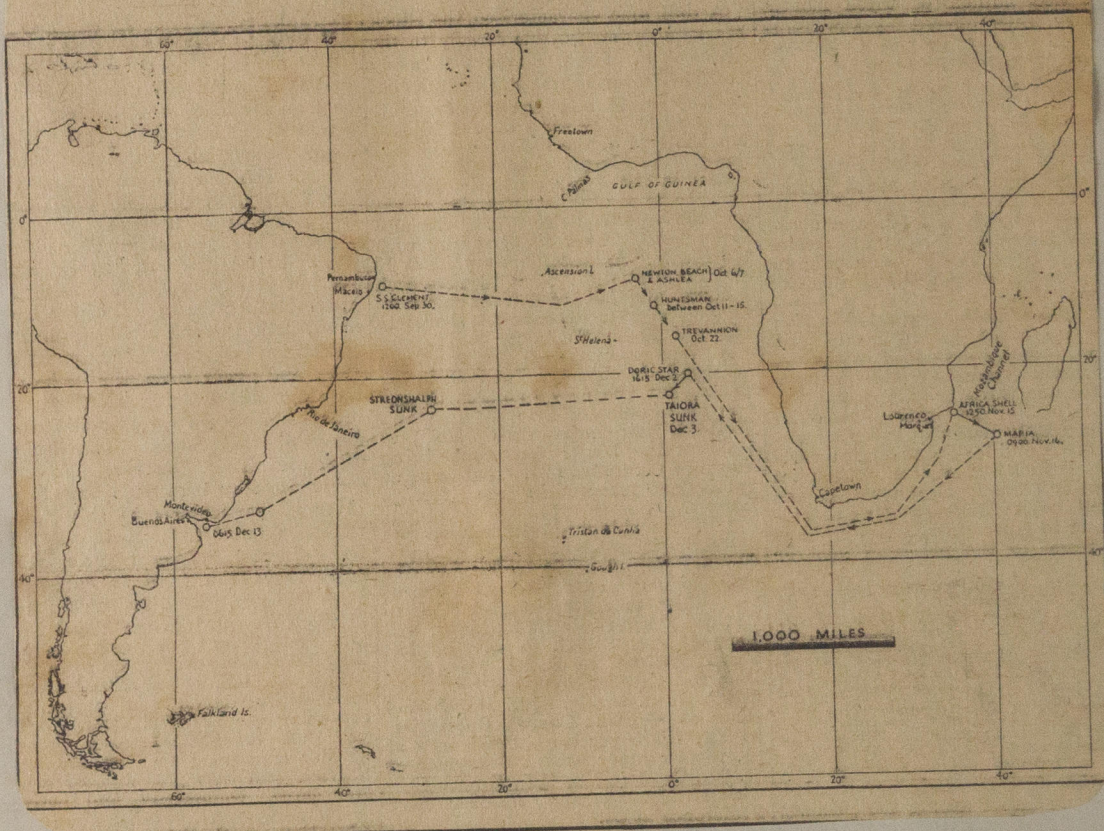 60° 40° 20° 0° 20° 40°
Freetown
C. Palmas
GULF OF GUINEA
0°
0°
Pernambuco
Maceio
S.S. CLEMENT
1200. Sep 30.
Ascension I.
NEWTON BEACH
& ASHLEA
Oct 6/7
HUNTSMAN
between Oct 11-15.
TREVANNION
Oct. 22.
St Helena
DORIC STAR
1615 Dec 2
TAIORA
SUNK
Dec 3.
20°
20°
STREONSHALPH
SUNK
Rio de Janeiro
Mozambique
Channel
AFRICA SHELL
1250. Nov. 15
Lourenco
Marques
MARIA
0900. Nov. 16.
Capetown
Montevideo
Buenos Aires
0615. Dec 13
Tristan da Cunha
Gough I.
40°
40°
1,000 MILES
Falkland Is.
60° 40° 20° 0° 20° 40°